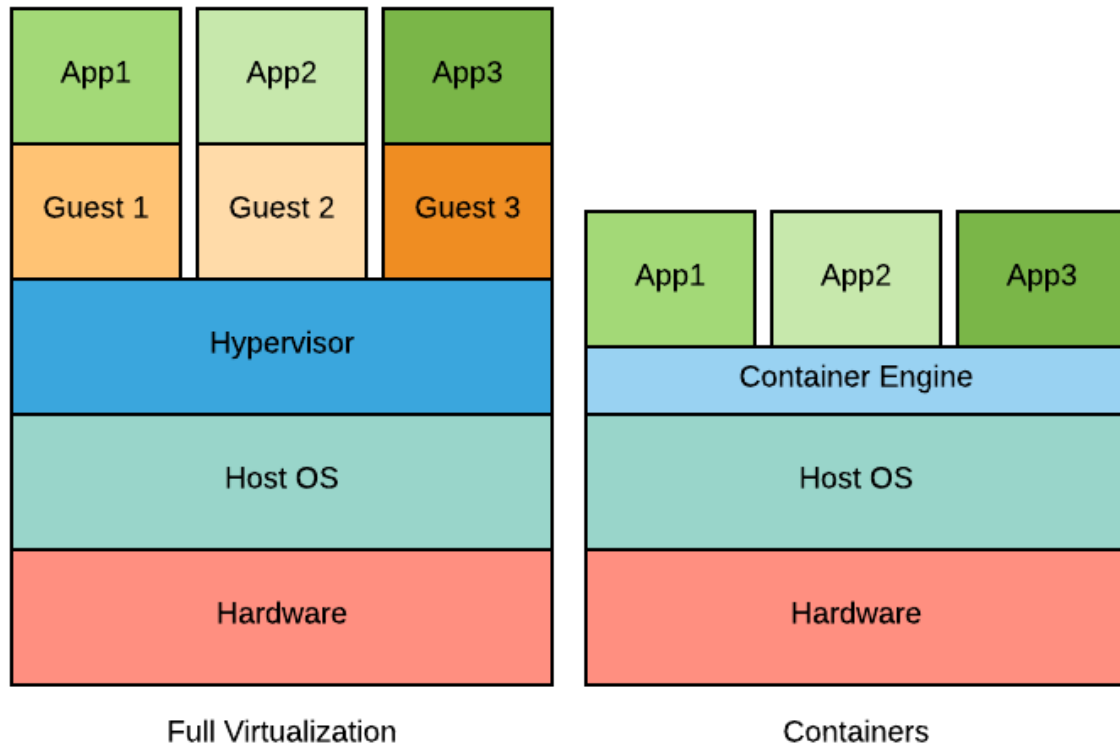 App1 App2 App3
Guest 1 Guest 2 Guest 3
Hypervisor
Host OS
Hardware
Full Virtualization
App1 App2 App3
Container Engine
Host OS
Hardware
Containers